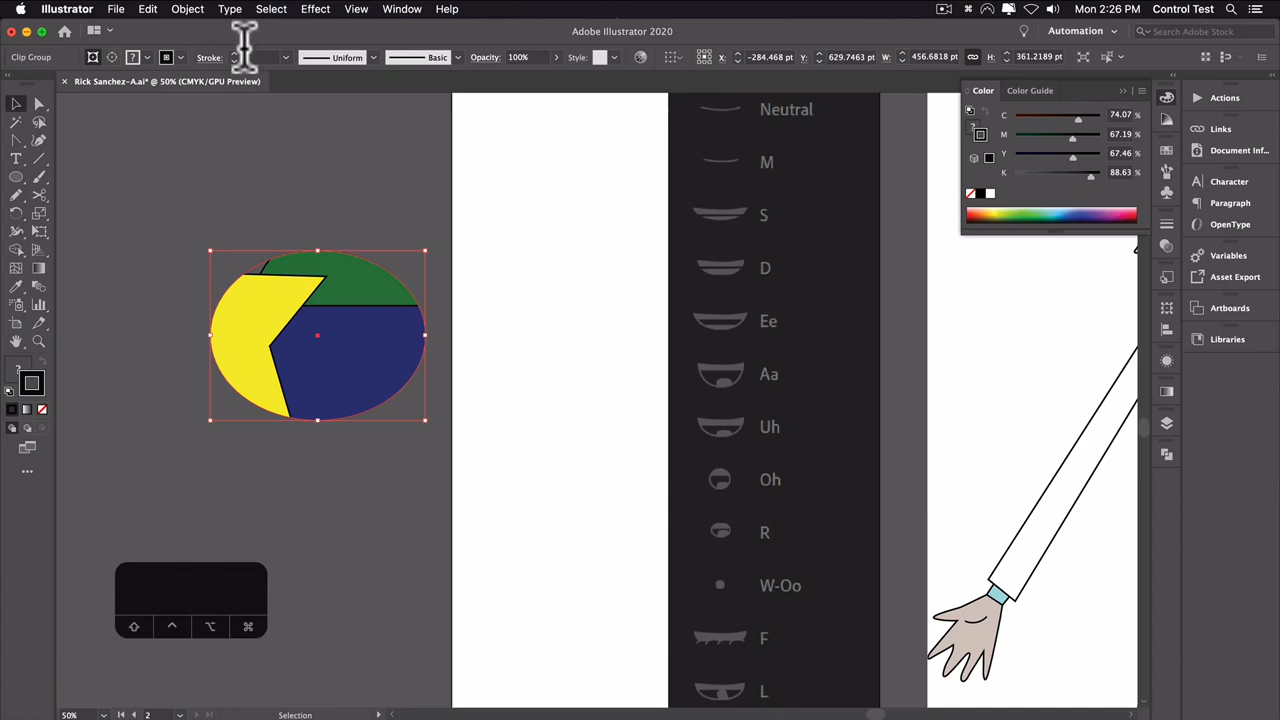 Illustrator File Edit Object Type Select Effect View Window Help Mon 2:26 PM Control Test
Adobe Illustrator 2020 Automation Search Adobe Stock
Clip Group Stroke: Uniform Basic Opacity: 100% Style: X: -284.468 pt Y: 629.7463 pt W: 456.6818 pt H: 361.2189 pt
× Rick Sanchez-A.ai* @ 50% (CMYK/GPU Preview)
Color Color Guide
C 74.07 %
M 67.19 %
Y 67.46 %
K 88.63 %
Actions
Links
Document Inf...
Character
Paragraph
OpenType
Variables
Asset Export
Artboards
Libraries
Neutral
M
S
D
Ee
Aa
Uh
Oh
R
W-Oo
F
L
?
?
?
50% 2 Selection